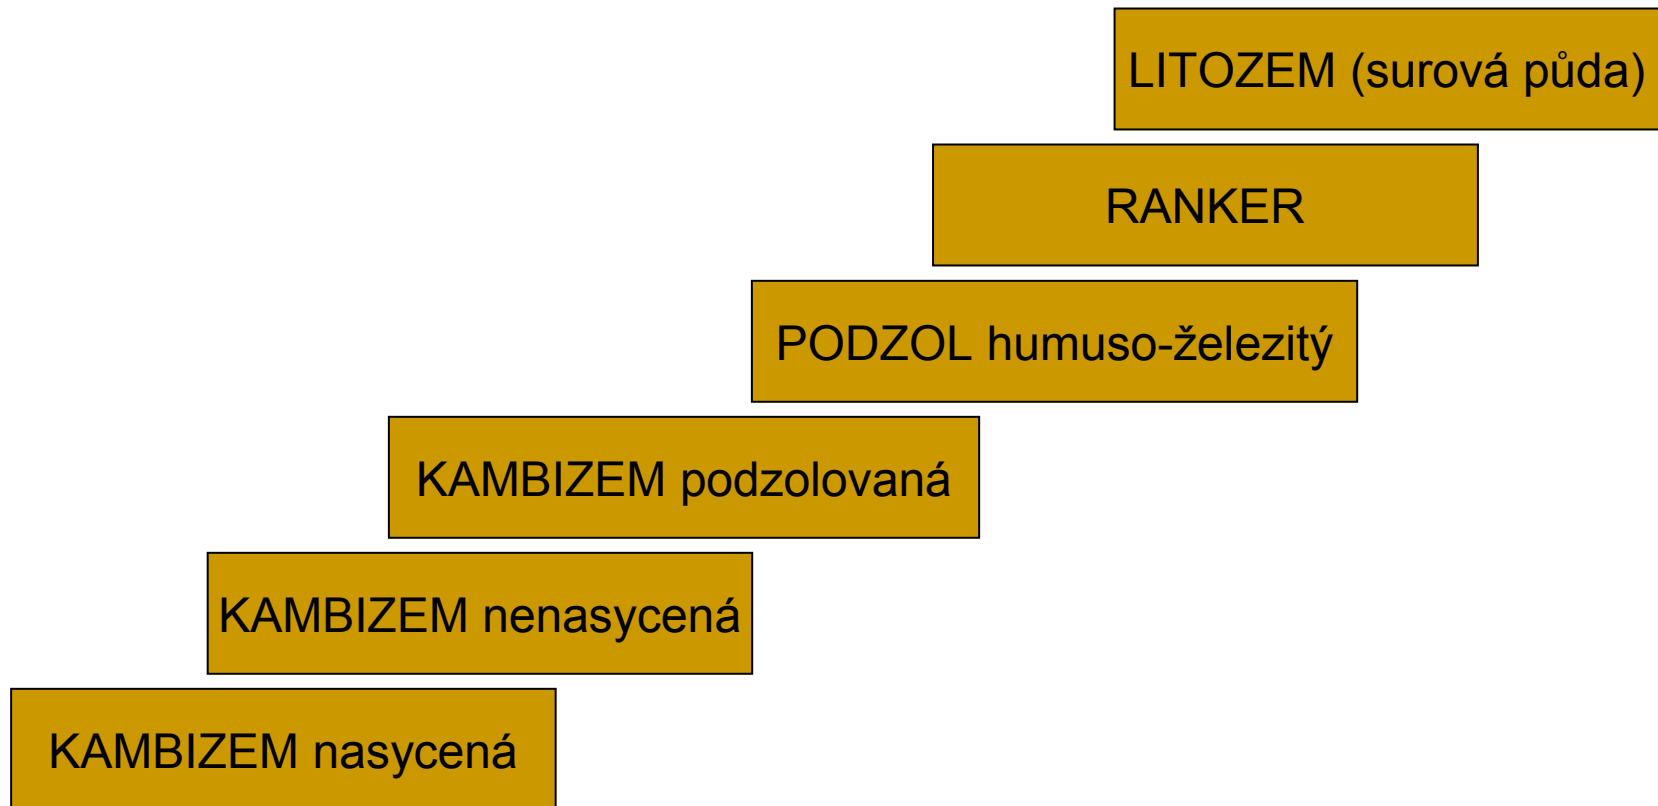 LITOZEM (surová půda)
RANKER
PODZOL humuso-železitý
KAMBIZEM podzolovaná
KAMBIZEM nenasycená
KAMBIZEM nasycená